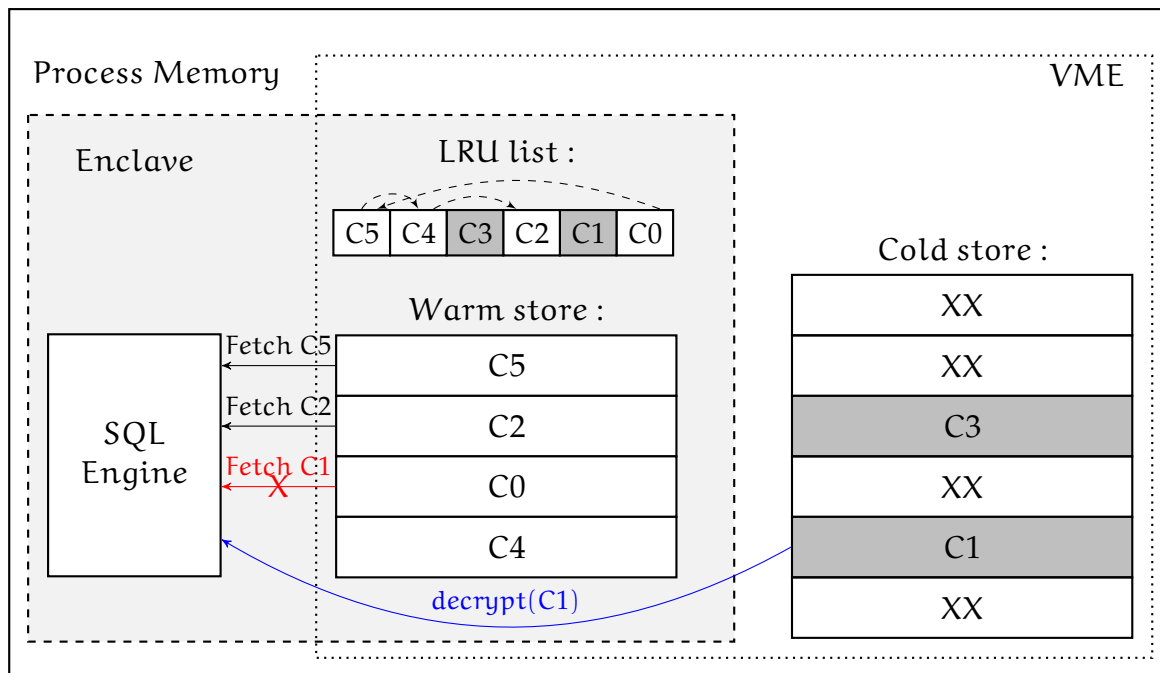 Process Memory
VME
Enclave
LRU list :
C5 C4 C3 C2 C1 C0
Cold store :
XX
XX
C3
XX
C1
XX
Warm store :
C5
C2
C0
C4
Fetch C5
Fetch C2
Fetch C1
X
SQL
Engine
decrypt(C1)